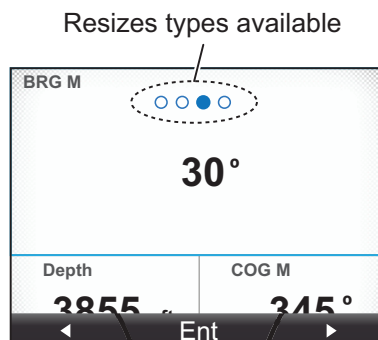 Resizes types available
BRG M
30°
Depth
COG M
3855 ft
345°
Ent